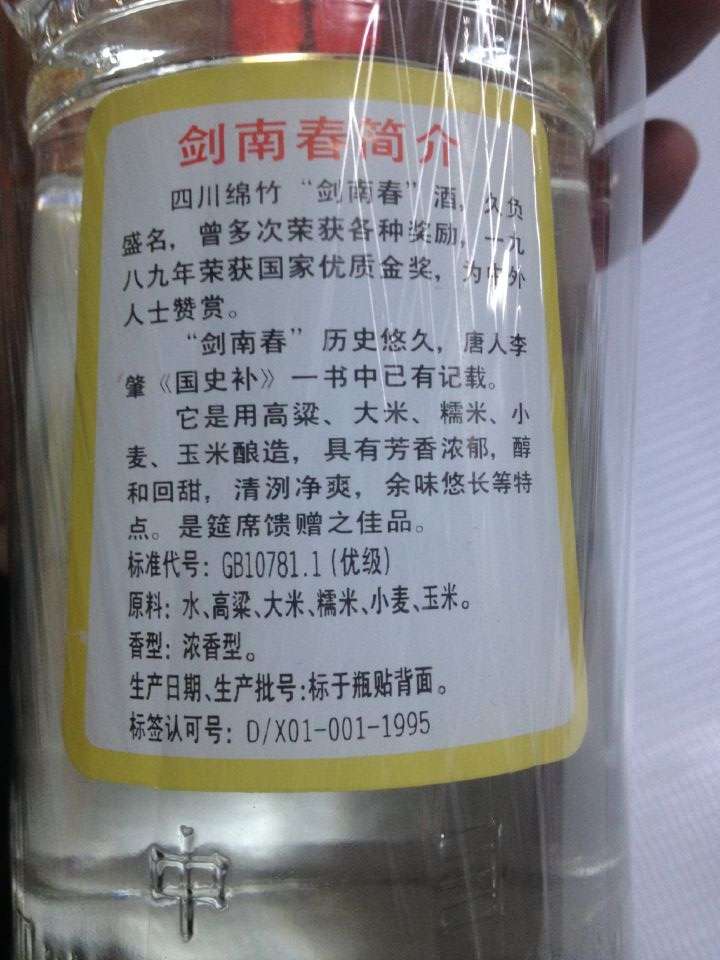 剑南春简介
四川绵竹“剑南春”酒，久负
盛名，曾多次荣获各种奖励，一九
八九年荣获国家优质金奖，为中外
人士赞赏。
“剑南春”历史悠久，唐人李
肇《国史补》一书中已有记载。
它是用高粱、大米、糯米、小
麦、玉米酿造，具有芳香浓郁，醇
和回甜，清洌净爽，余味悠长等特
点。是筵席馈赠之佳品。
标准代号：GB10781.1(优级)
原料：水、高粱、大米、糯米、小麦、玉米。
香型：浓香型。
生产日期、生产批号：标于瓶贴背面。
标签认可号：D/X01-001-1995
中